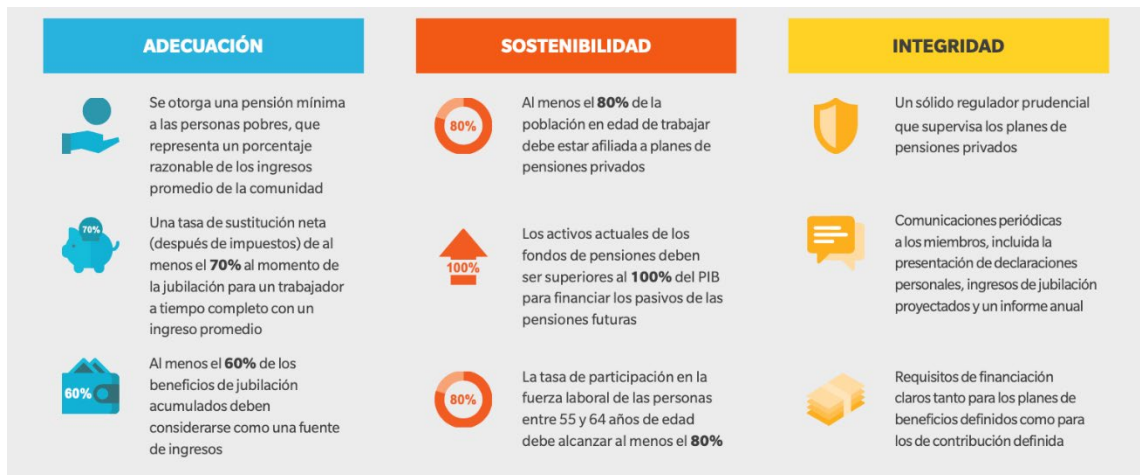 ADECUACIÓN
Se otorga una pensión mínima
a las personas pobres, que
representa un porcentaje
razonable de los ingresos
promedio de la comunidad
70%
Una tasa de sustitución neta
(después de impuestos) de al
menos el 70% al momento de
la jubilación para un trabajador
a tiempo completo con un
ingreso promedio
60%
Al menos el 60% de los
beneficios de jubilación
acumulados deben
considerarse como una fuente
de ingresos
SOSTENIBILIDAD
80%
Al menos el 80% de la
población en edad de trabajar
debe estar afiliada a planes de
pensiones privados
100%
Los activos actuales de los
fondos de pensiones deben
ser superiores al 100% del PIB
para financiar los pasivos de las
pensiones futuras
80%
La tasa de participación en la
fuerza laboral de las personas
entre 55 y 64 años de edad
debe alcanzar al menos el 80%
INTEGRIDAD
Un sólido regulador prudencial
que supervisa los planes de
pensiones privados
Comunicaciones periódicas
a los miembros, incluida la
presentación de declaraciones
personales, ingresos de jubilación
proyectados y un informe anual
Requisitos de financiación
claros tanto para los planes de
beneficios definidos como para
los de contribución definida